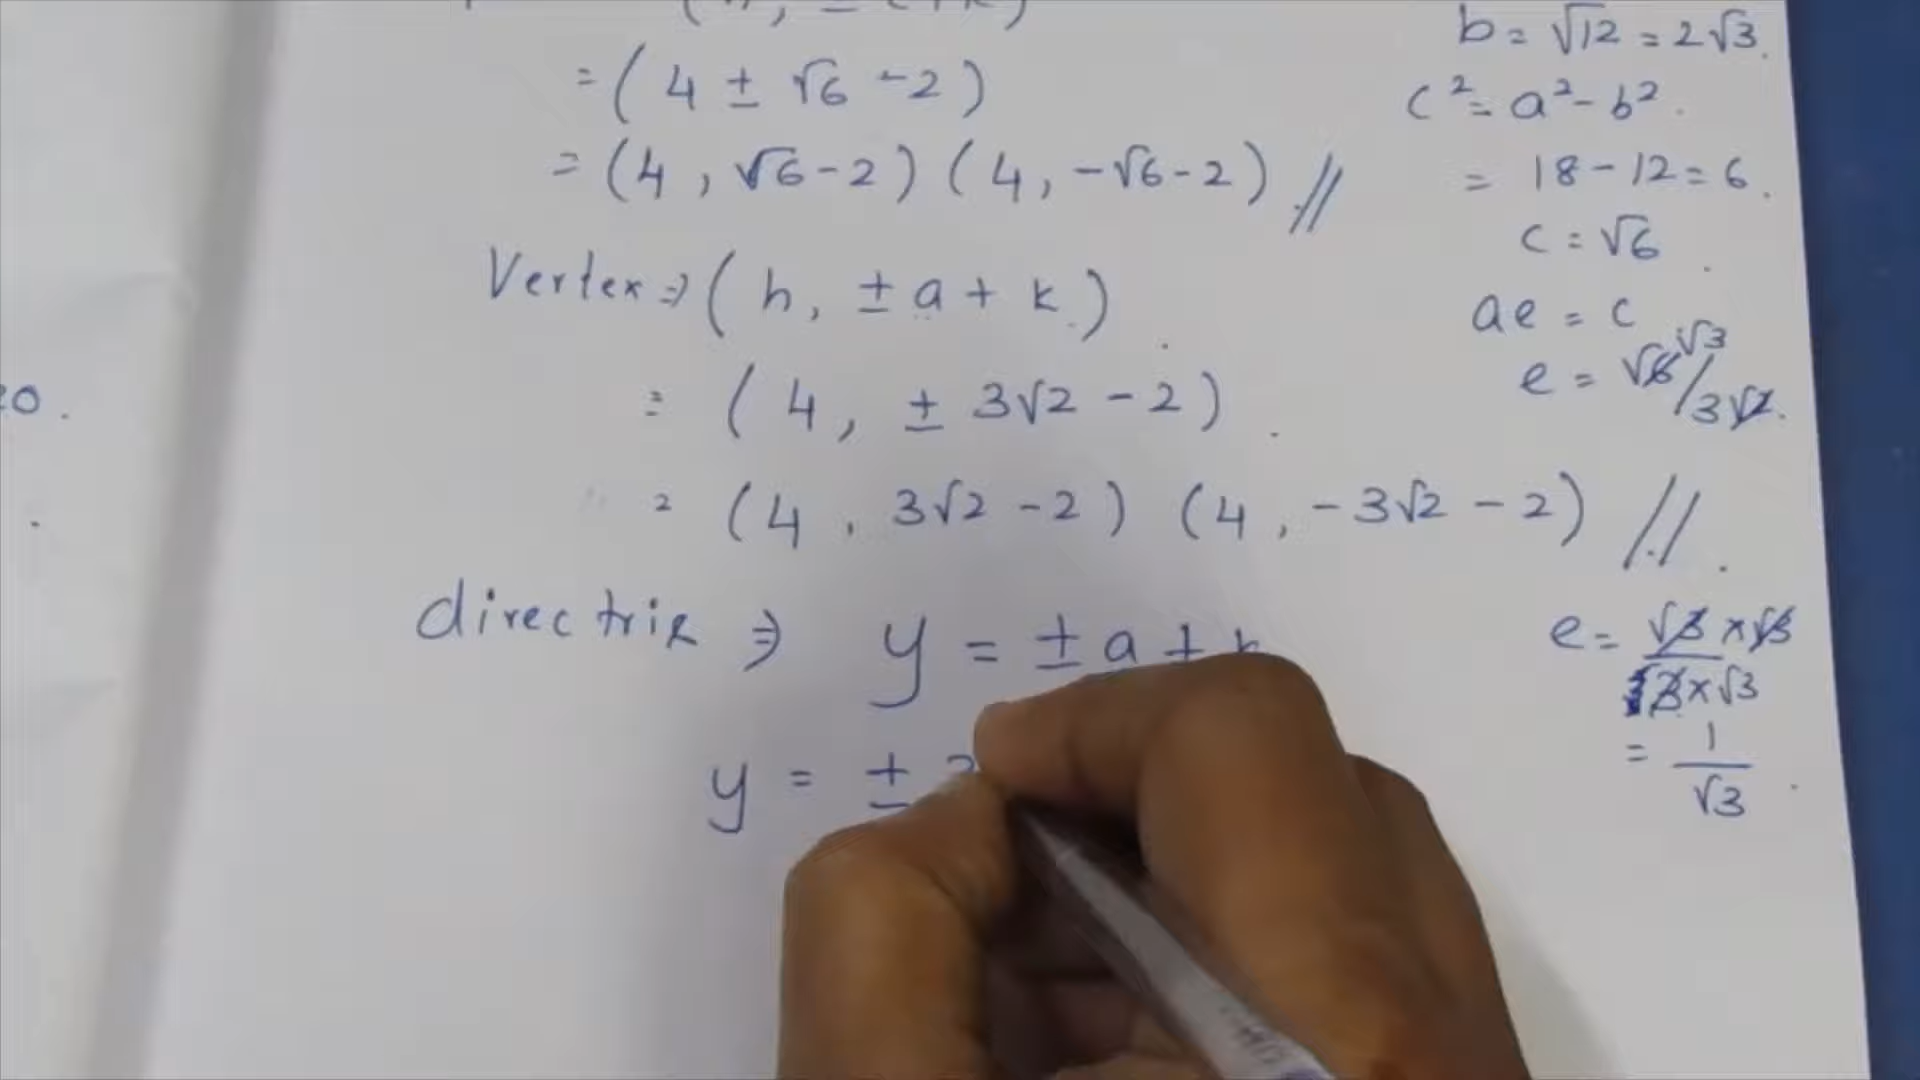 = (4 ± √6 - 2)
= (4, √6 - 2) (4, -√6 - 2) //
Vertex ⇒ (h, ± a + k)
= (4, ± 3√2 - 2)
= (4, 3√2 - 2) (4, -3√2 - 2) //
directrix ⇒ y = ± a +
y = ±
b = √12 = 2√3.
c² = a² - b².
= 18 - 12 = 6.
c = √6
ae = c
e = √6 √3 / 3√2.
e = √3 × √3
√3 × √3
= 1/√3
20.